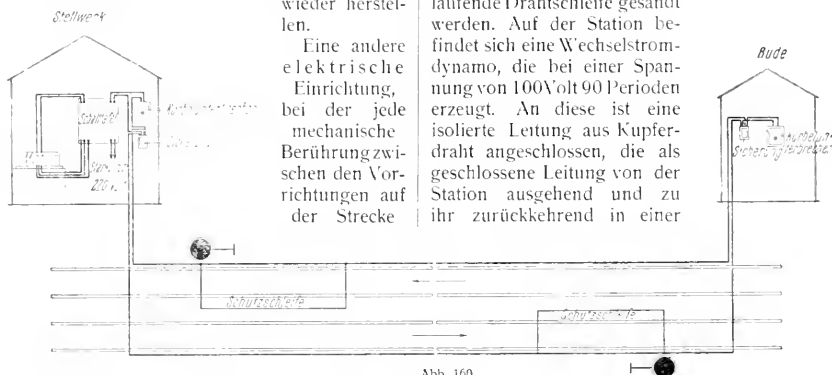 wieder herstel-
len.
Eine andere
elektrische
Einrichtung,
bei der jede
mechanische
Berührung zwi-
schen den Vor-
richtungen auf
der Strecke
laufende Drahtschleife gesandt
werden. Auf der Station be-
findet sich eine Wechselstrom-
dynamo, die bei einer Span-
nung von 100 Volt 90 Perioden
erzeugt. An diese ist eine
isolierte Leitung aus Kupfer-
draht angeschlossen, die als
geschlossene Leitung von der
Station ausgehend und zu
ihr zurückkehrend in einer
Stellwerk
220 v.
Bude
Sicherung
Schutzschleife
Schutzschleife
Abb. 160